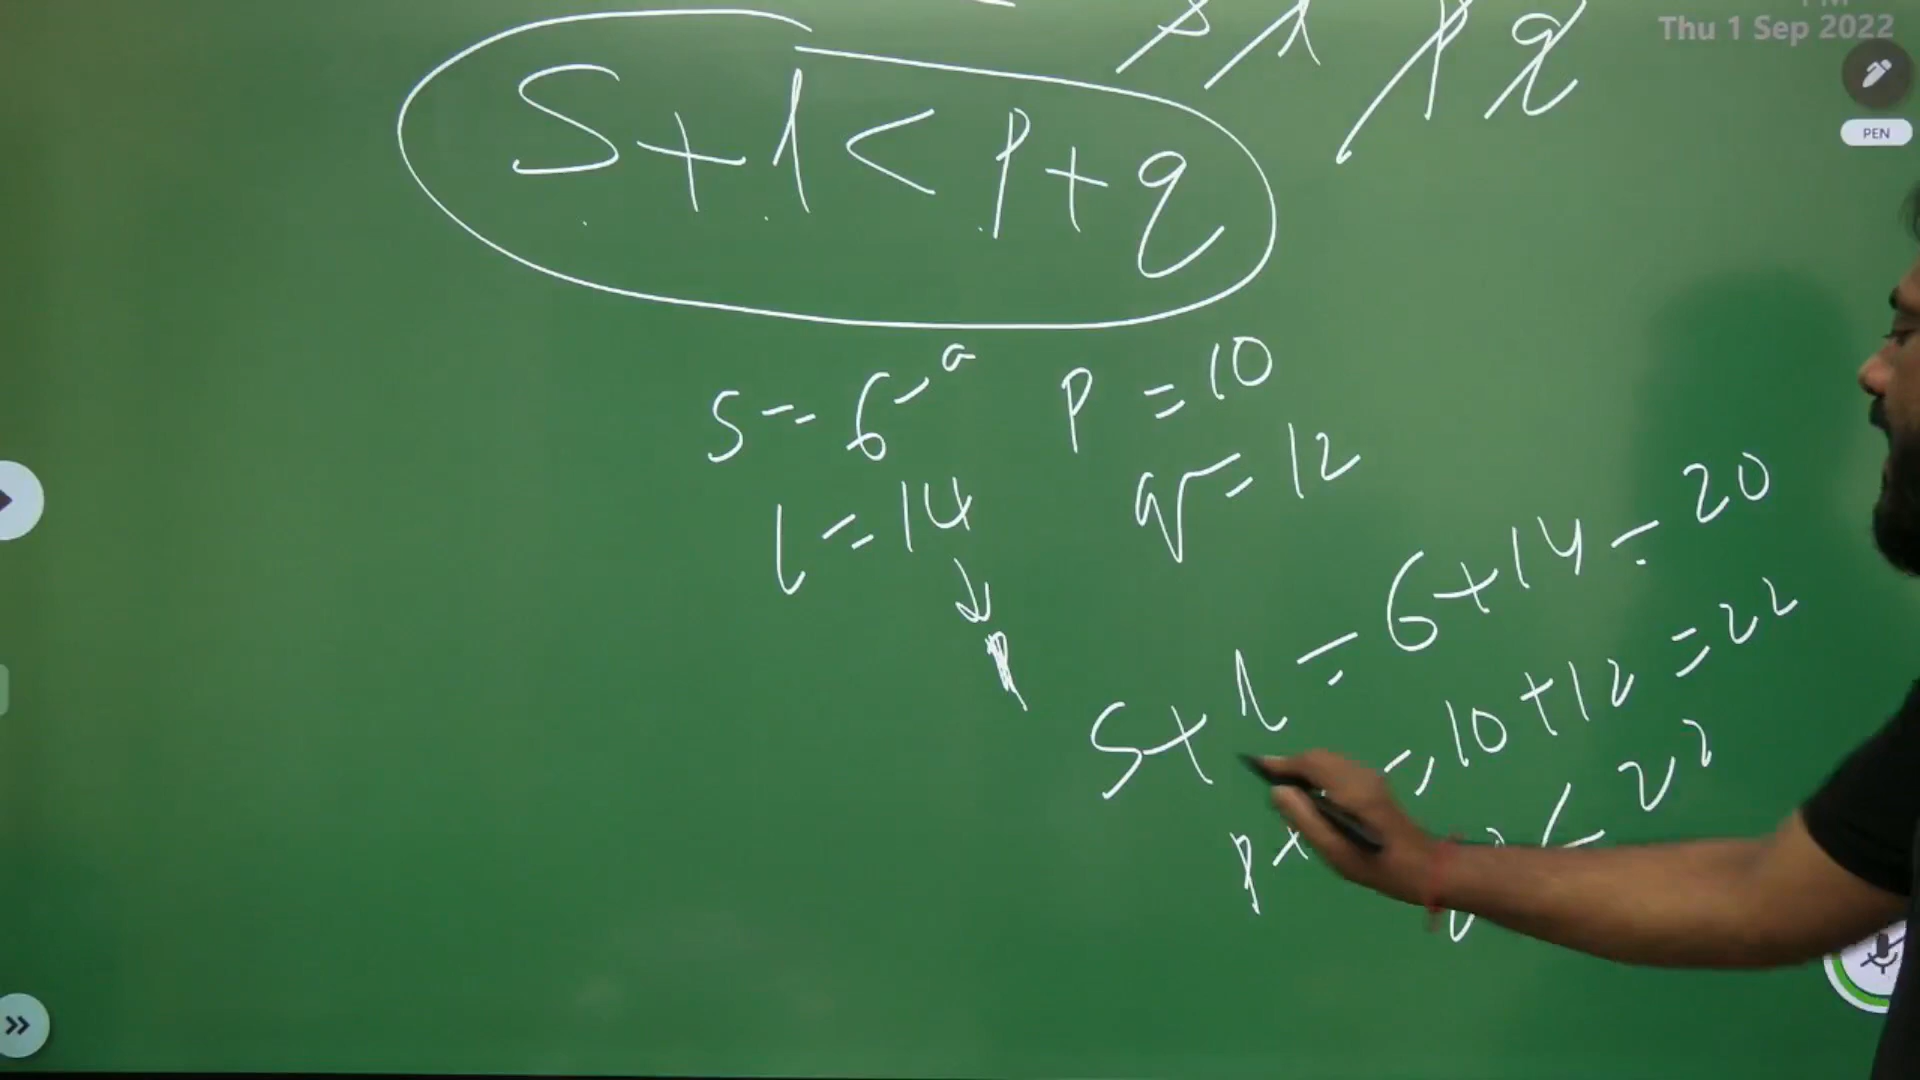 Thu 1 Sep 2022
p q
PEN
S+l<p+q
S=6 a
p=10
l=14
q=12
S+l=6+14=20
p+ =10+12=22
< 22